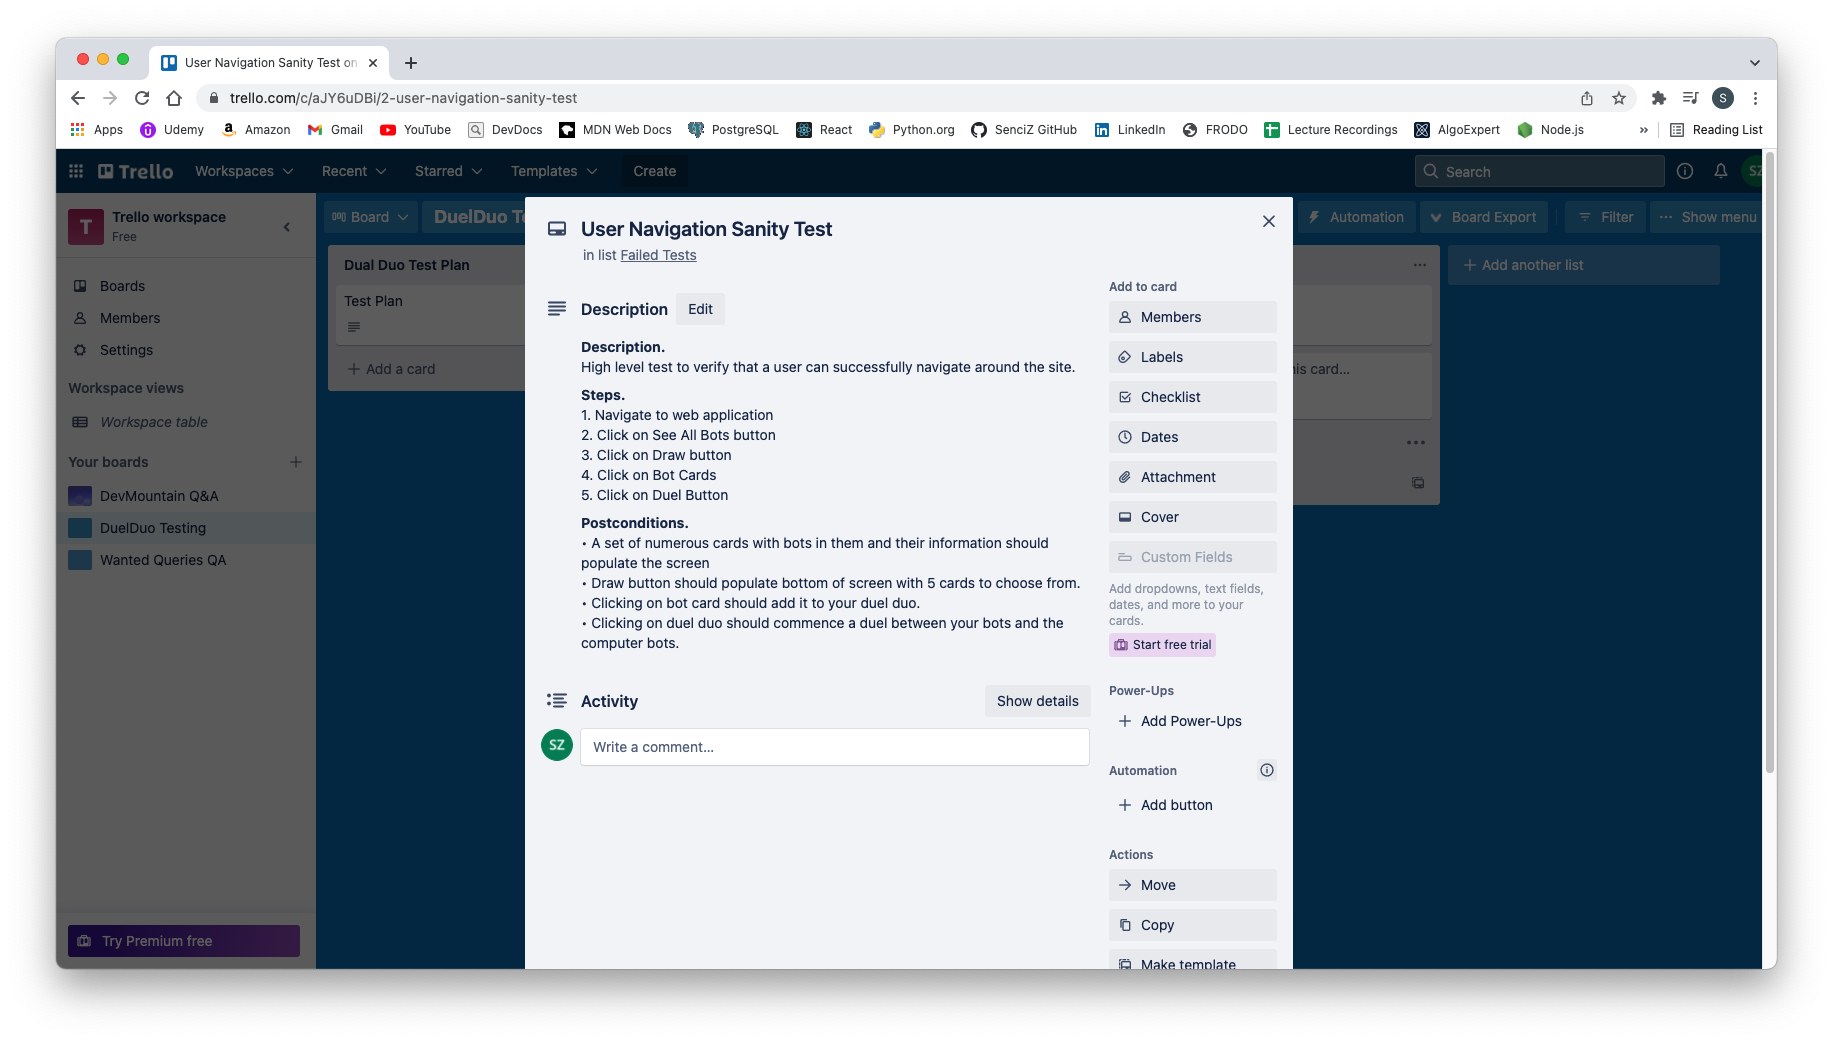 User Navigation Sanity Test on
trello.com/c/aJY6uDBi/2-user-navigation-sanity-test
S
Apps
Udemy
Amazon
Gmail
YouTube
DevDocs
MDN Web Docs
PostgreSQL
React
Python.org
SenciZ GitHub
LinkedIn
FRODO
Lecture Recordings
AlgoExpert
Node.js
»
Reading List
Trello
Workspaces
Recent
Starred
Templates
Create
Search
SZ
T
Trello workspace
Free
Boards
Members
Settings
Workspace views
Workspace table
Your boards
DevMountain Q&A
DuelDuo Testing
Wanted Queries QA
Try Premium free
Board
DuelDuo Te
Automation
Board Export
Filter
Show menu
Dual Duo Test Plan
Test Plan
Add a card
his card...
Add another list
User Navigation Sanity Test
in list Failed Tests
Description
Edit
Description.
High level test to verify that a user can successfully navigate around the site.
Steps.
1. Navigate to web application
2. Click on See All Bots button
3. Click on Draw button
4. Click on Bot Cards
5. Click on Duel Button
Postconditions.
• A set of numerous cards with bots in them and their information should
populate the screen
• Draw button should populate bottom of screen with 5 cards to choose from.
• Clicking on bot card should add it to your duel duo.
• Clicking on duel duo should commence a duel between your bots and the
computer bots.
Activity
Show details
SZ
Write a comment...
Add to card
Members
Labels
Checklist
Dates
Attachment
Cover
Custom Fields
Add dropdowns, text fields,
dates, and more to your
cards.
Start free trial
Power-Ups
Add Power-Ups
Automation
Add button
Actions
Move
Copy
Make template